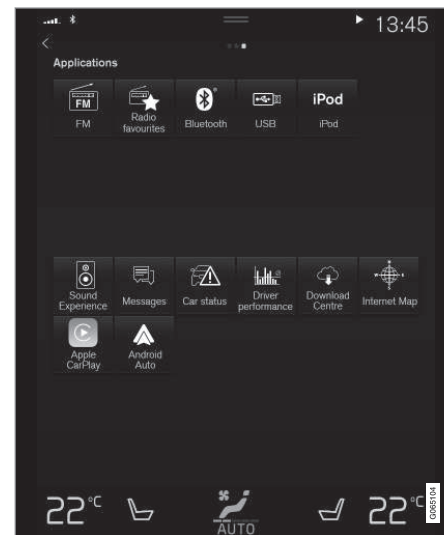 13:45
Applications
FM
iPod
FM
Radio
favourites
Bluetooth
USB
iPod
Sound
Experience
Messages
Car status
Driver
performance
Download
Centre
Internet Map
Apple
CarPlay
Android
Auto
22°C
AUTO
22°C
G065104